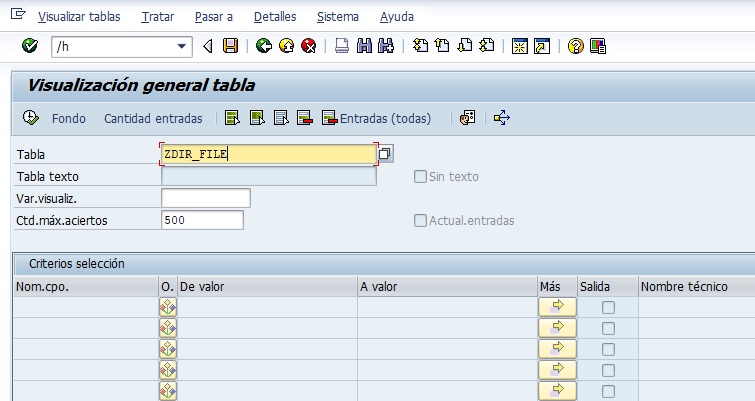 Visualizar tablas Tratar Pasar a Detalles Sistema Ayuda
/h
Visualización general tabla
Fondo Cantidad entradas Entradas (todas)
Tabla ZDIR_FILE
Tabla texto Sin texto
Var.visualiz.
Ctd.máx.aciertos 500 Actual.entradas
Criterios selección
Nom.cpo. O. De valor A valor Más Salida Nombre técnico